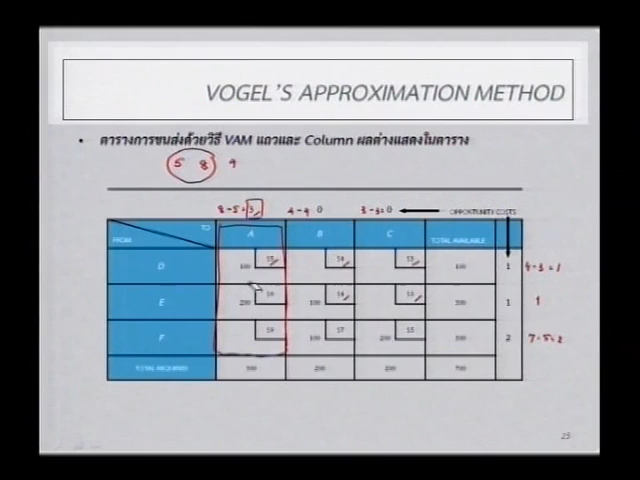 VOGEL'S APPROXIMATION METHOD
• ตารางการขนส่งด้วยวิธี VAM แถวและ Column ผลต่างแสดงในตาราง
5 8 9
8-5=3 4-4 0 3-3=0 OPPORTUNITY COSTS
TO
FROM
A B C TOTAL AVAILABLE
D 100 100 1 4-3=1
E 200 100 300 1 1
F 100 200 300 2 7-5=2
TOTAL REQUIRED 300 200 200 700
25